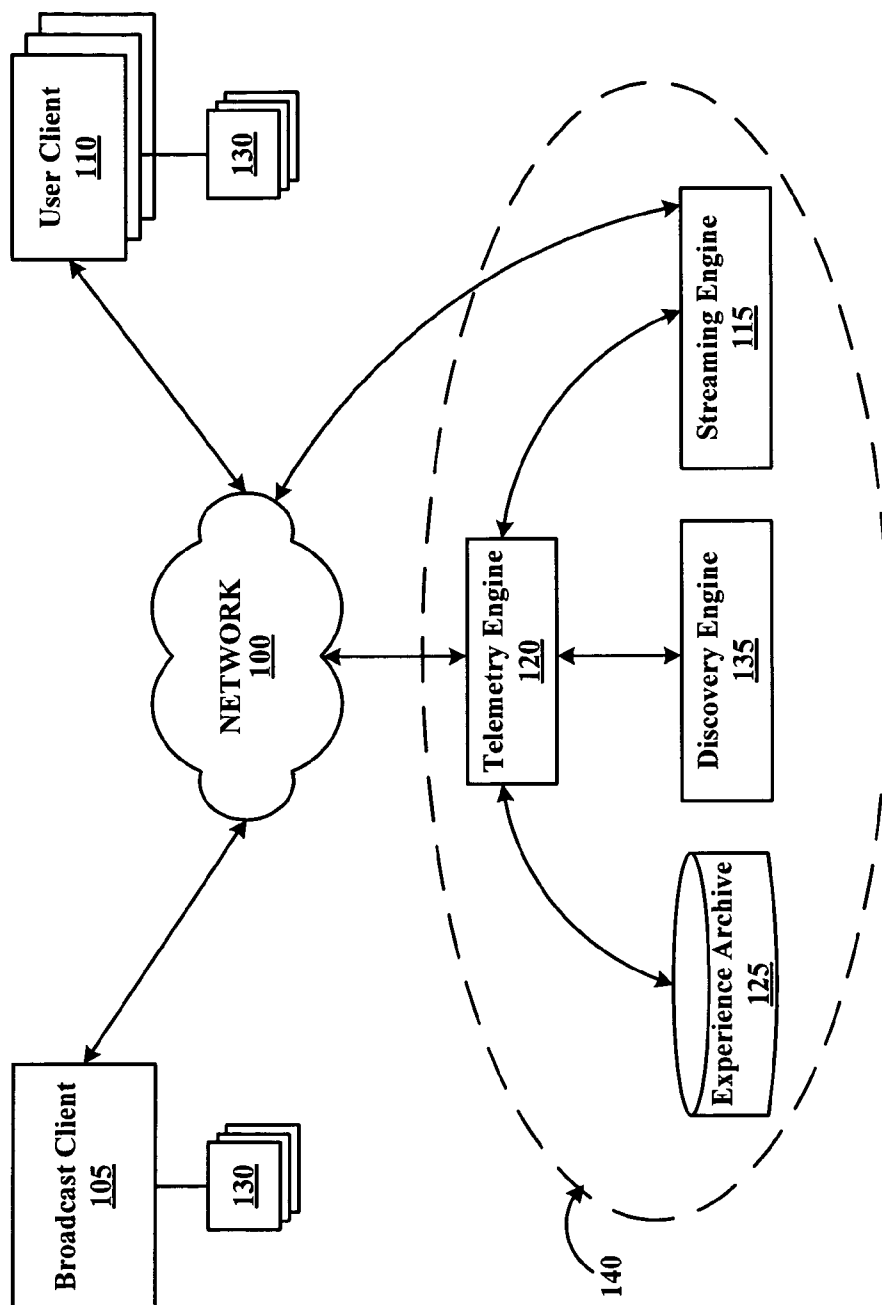 Broadcast Client
105
130
User Client
110
130
NETWORK
100
Telemetry Engine
120
Experience Archive
125
Discovery Engine
135
Streaming Engine
115
140